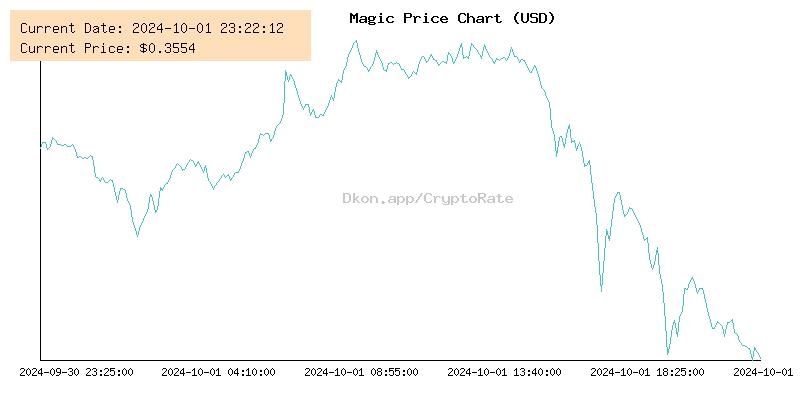 Magic Price Chart (USD)
Current Date: 2024-10-01 23:22:12
Current Price: $0.3554
Dkon.app/CryptoRate
2024-09-30 23:25:00
2024-10-01 04:10:00
2024-10-01 08:55:00
2024-10-01 13:40:00
2024-10-01 18:25:00
2024-10-01